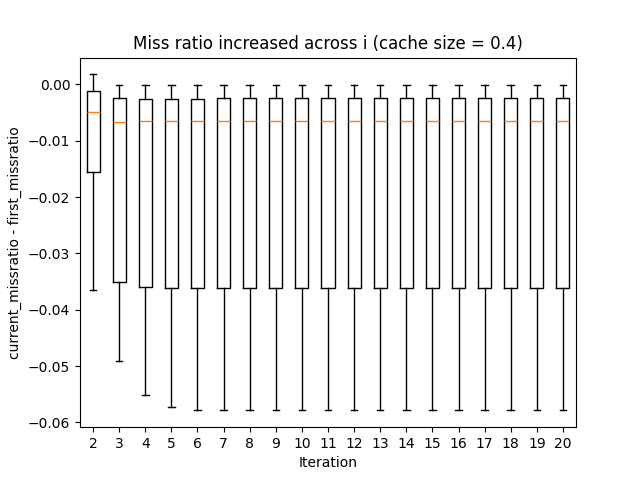 Miss ratio increased across i (cache size = 0.4)
current_missratio - first_missratio
0.00
−0.01
−0.02
−0.03
−0.04
−0.05
−0.06
2 3 4 5 6 7 8 9 10 11 12 13 14 15 16 17 18 19 20
Iteration